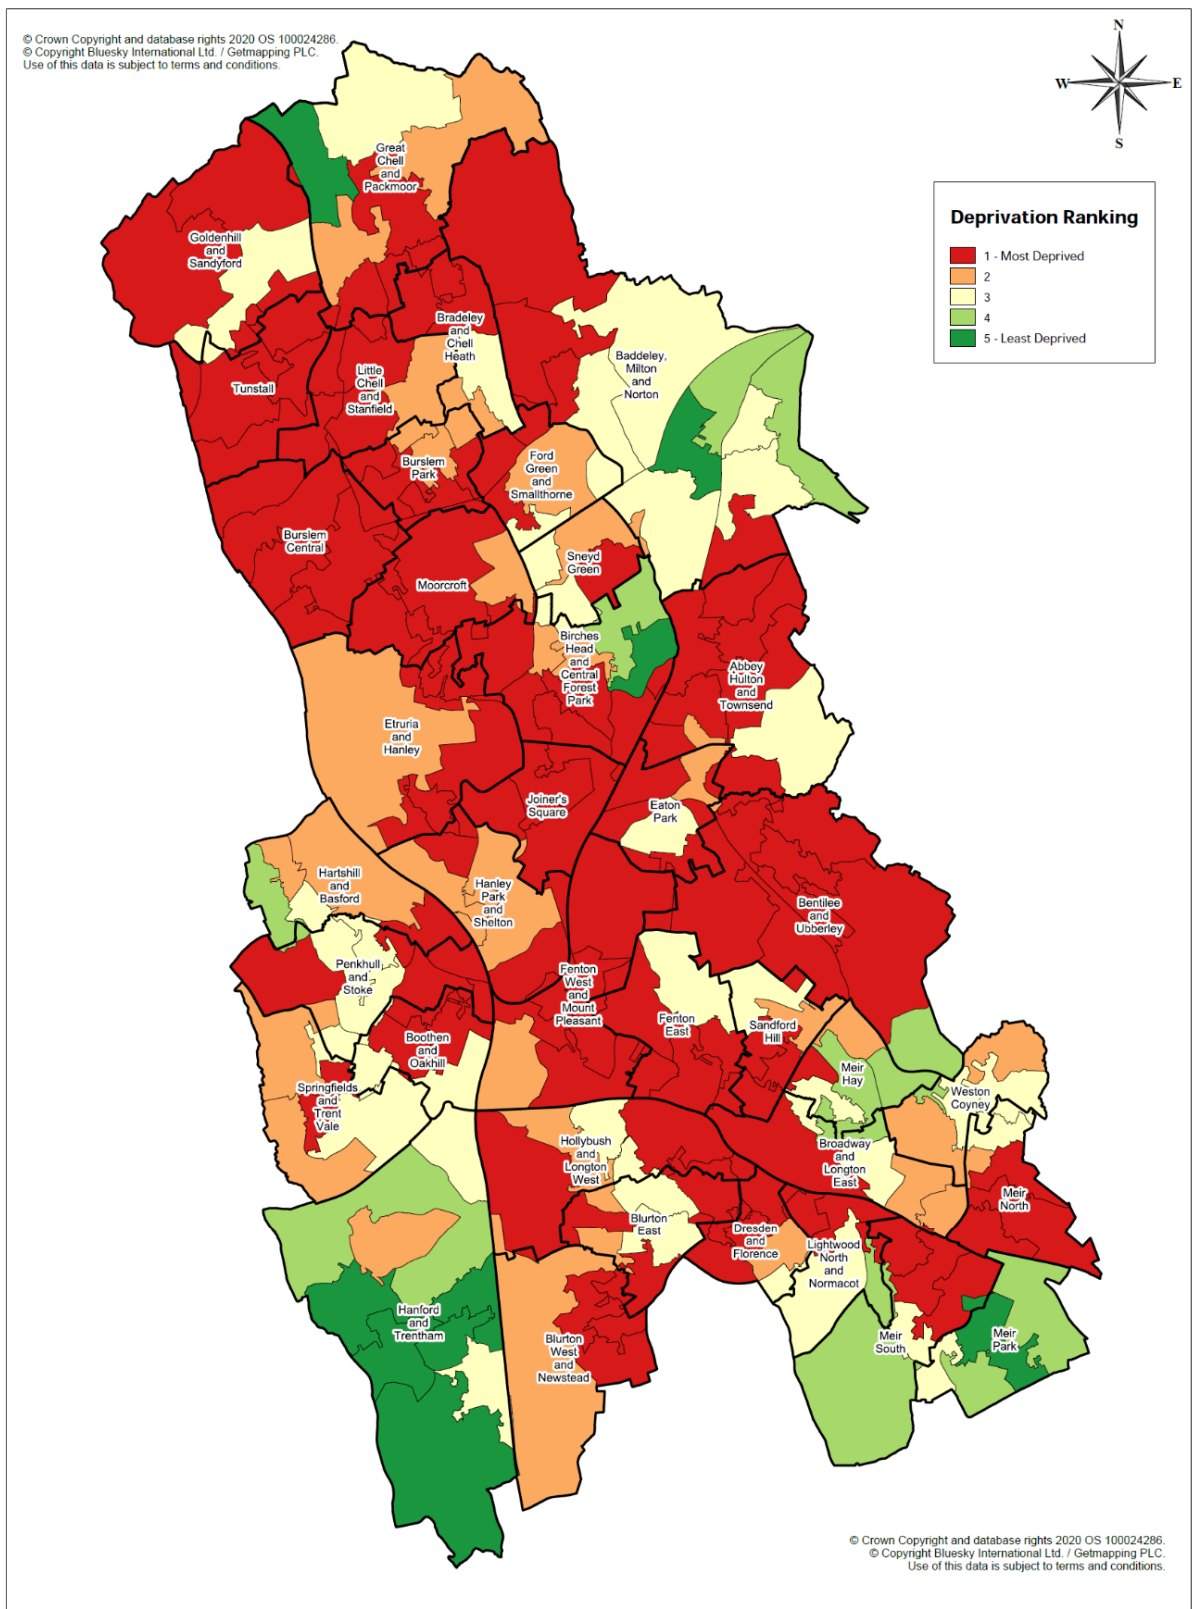 © Crown Copyright and database rights 2020 OS 100024286.
© Copyright Bluesky International Ltd. / Getmapping PLC.
Use of this data is subject to terms and conditions.
N
W
E
S
Deprivation Ranking
1 - Most Deprived
2
3
4
5 - Least Deprived
Great
Chell
and
Packmoor
Goldenhill
and
Sandyford
Bradeley
and
Chell
Heath
Baddeley,
Milton
and
Norton
Tunstall
Little
Chell
and
Stanfield
Burslem
Park
Ford
Green
and
Smallthorne
Burslem
Central
Sneyd
Green
Moorcroft
Birches
Head
and
Central
Forest
Park
Abbey
Hulton
and
Townsend
Etruria
and
Hanley
Joiner's
Square
Eaton
Park
Hartshill
and
Basford
Hanley
Park
and
Shelton
Bentilee
and
Ubberley
Penkhull
and
Stoke
Fenton
West
and
Mount
Pleasant
Fenton
East
Sandford
Hill
Boothen
and
Oakhill
Meir
Hay
Springfields
and
Trent
Vale
Weston
Coyney
Hollybush
and
Longton
West
Broadway
and
Longton
East
Meir
North
Blurton
East
Dresden
and
Florence
Lightwood
North
and
Normacot
Hanford
and
Trentham
Blurton
West
and
Newstead
Meir
South
Meir
Park
© Crown Copyright and database rights 2020 OS 100024286.
© Copyright Bluesky International Ltd. / Getmapping PLC.
Use of this data is subject to terms and conditions.